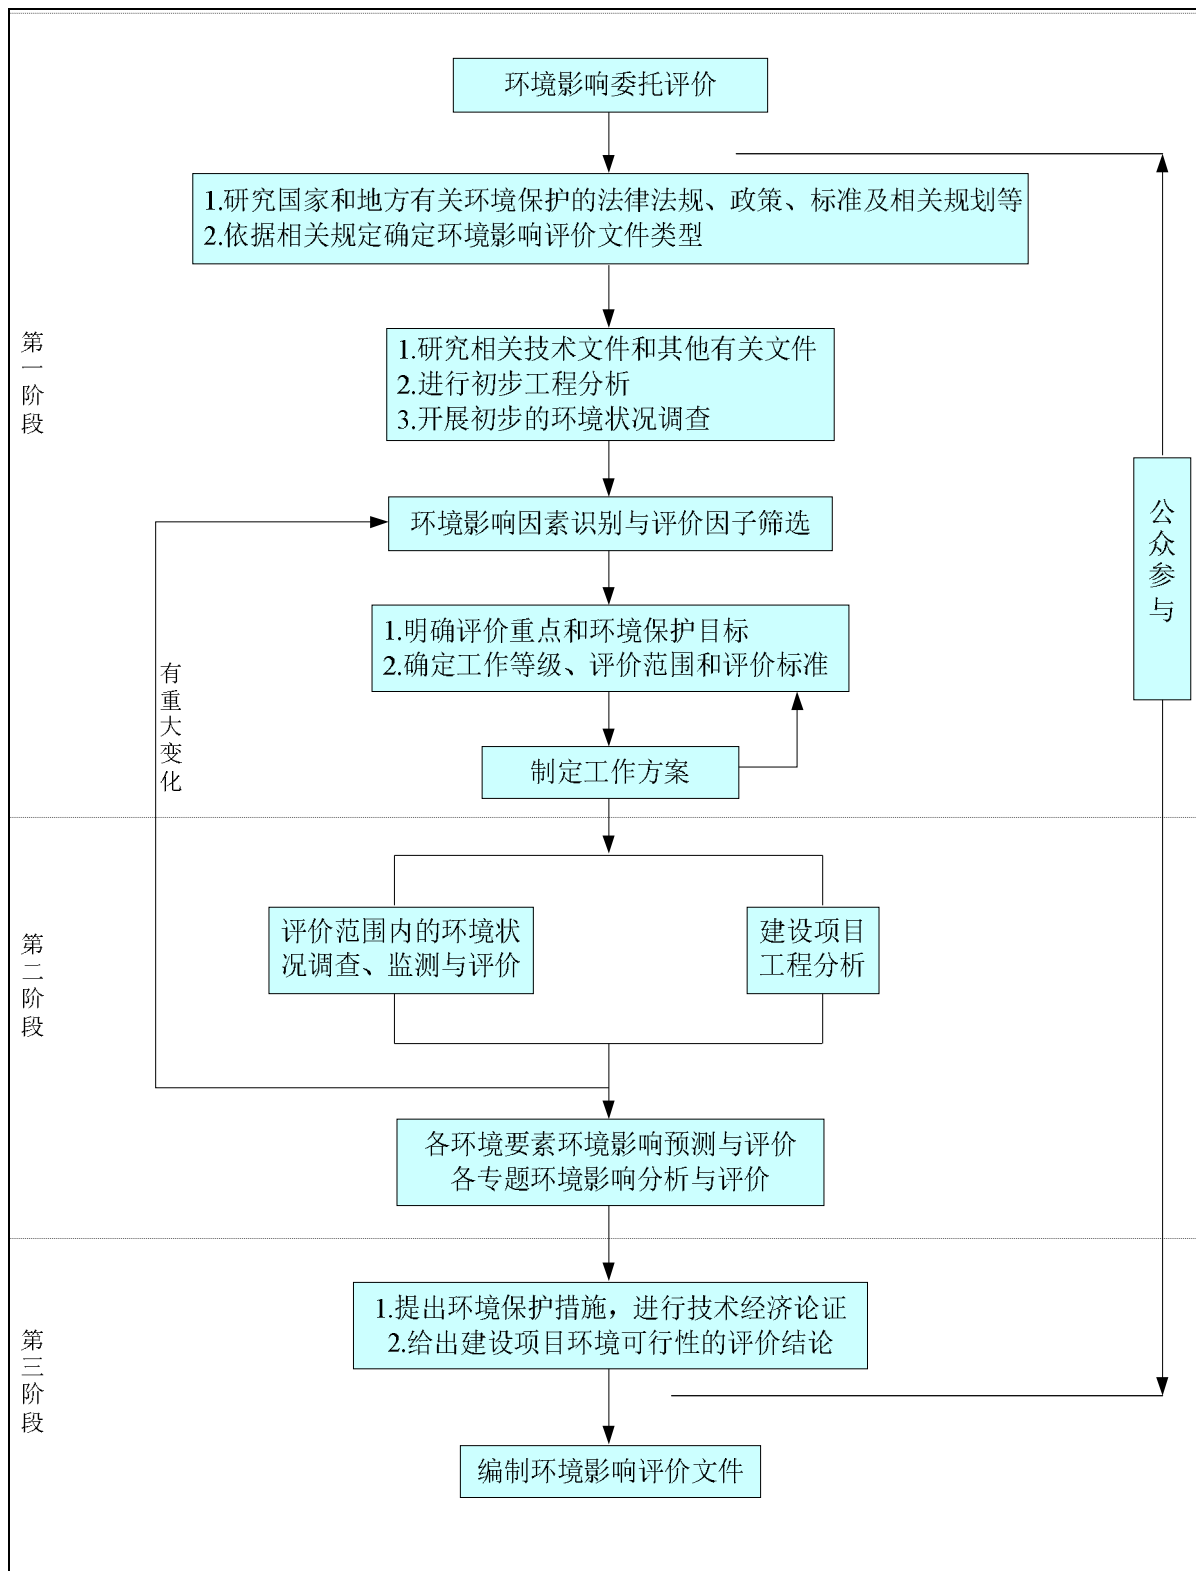 环境影响委托评价
1.研究国家和地方有关环境保护的法律法规、政策、标准及相关规划等
2.依据相关规定确定环境影响评价文件类型
第一阶段
1.研究相关技术文件和其他有关文件
2.进行初步工程分析
3.开展初步的环境状况调查
环境影响因素识别与评价因子筛选
公众参与
1.明确评价重点和环境保护目标
2.确定工作等级、评价范围和评价标准
有重大变化
制定工作方案
第二阶段
评价范围内的环境状
况调查、监测与评价
建设项目
工程分析
各环境要素环境影响预测与评价
各专题环境影响分析与评价
第三阶段
1.提出环境保护措施，进行技术经济论证
2.给出建设项目环境可行性的评价结论
编制环境影响评价文件